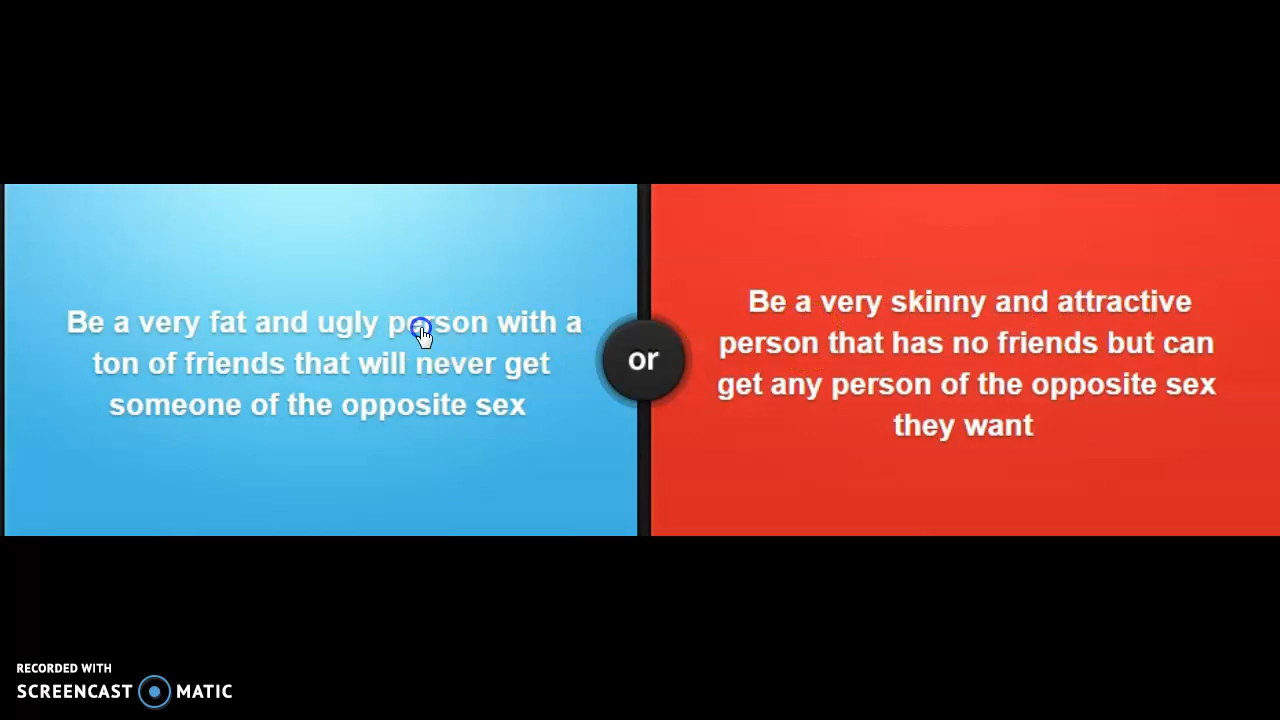 Be a very fat and ugly person with a
ton of friends that will never get
someone of the opposite sex
or
Be a very skinny and attractive
person that has no friends but can
get any person of the opposite sex
they want
RECORDED WITH
SCREENCAST MATIC